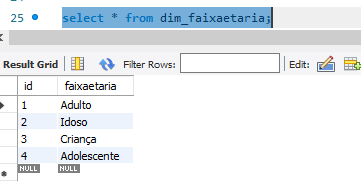 25 select * from dim_faixaetaria;
Result Grid Filter Rows: Edit:
id faixaetaria
1 Adulto
2 Idoso
3 Criança
4 Adolescente
NULL NULL